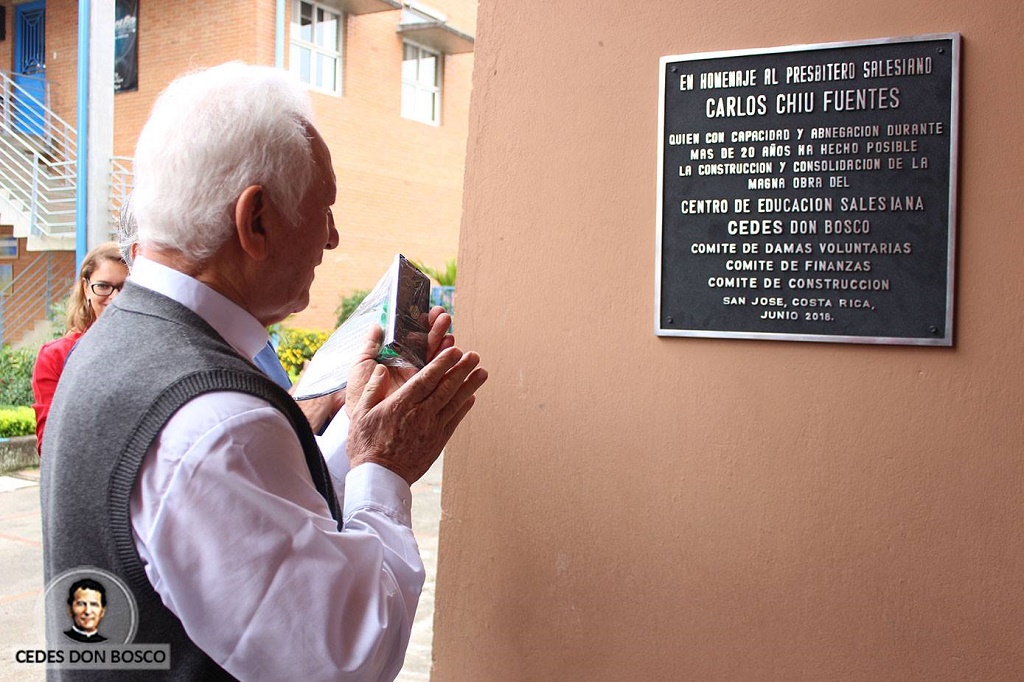 EN HOMENAJE AL PRESBITERO SALESIANO
CARLOS CHIU FUENTES
QUIEN CON CAPACIDAD Y ABNEGACION DURANTE
MAS DE 20 AÑOS HA HECHO POSIBLE
LA CONSTRUCCION Y CONSOLIDACION DE LA
MAGNA OBRA DEL
CENTRO DE EDUCACION SALESIANA
CEDES DON BOSCO
COMITE DE DAMAS VOLUNTARIAS
COMITE DE FINANZAS
COMITE DE CONSTRUCCION
SAN JOSE, COSTA RICA,
JUNIO 2018.
CEDES DON BOSCO